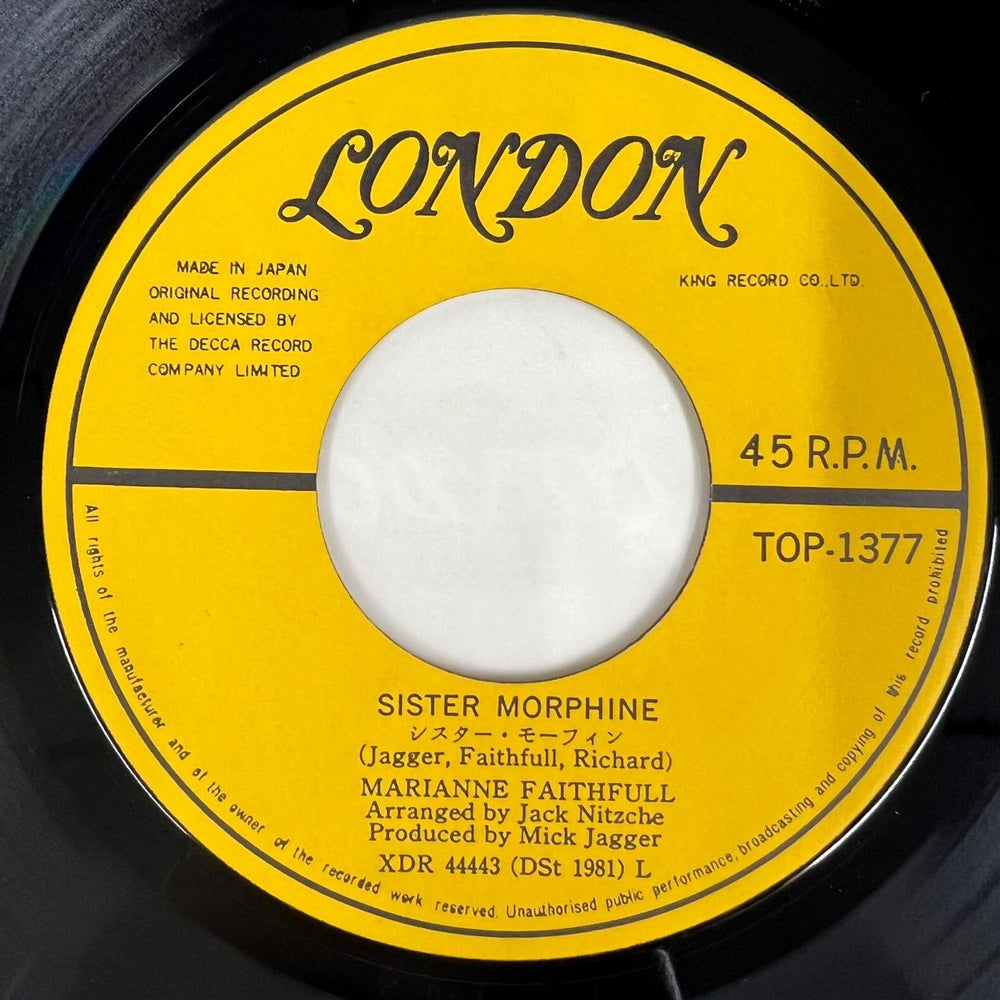 LONDON
MADE IN JAPAN
ORIGINAL RECORDING
AND LICENSED BY
THE DECCA RECORD
COMPANY LIMITED
KING RECORD CO.,LTD.
45 R.P.M.
TOP-1377
SISTER MORPHINE
シスター・モーフィン
(Jagger, Faithfull, Richard)
MARIANNE FAITHFULL
Arranged by Jack Nitzche
Produced by Mick Jagger
XDR 44443 (DSt 1981) L
All rights of the manufacturer and of the owner of the recorded work reserved. Unauthorised public performance, broadcasting and copying of this record prohibited